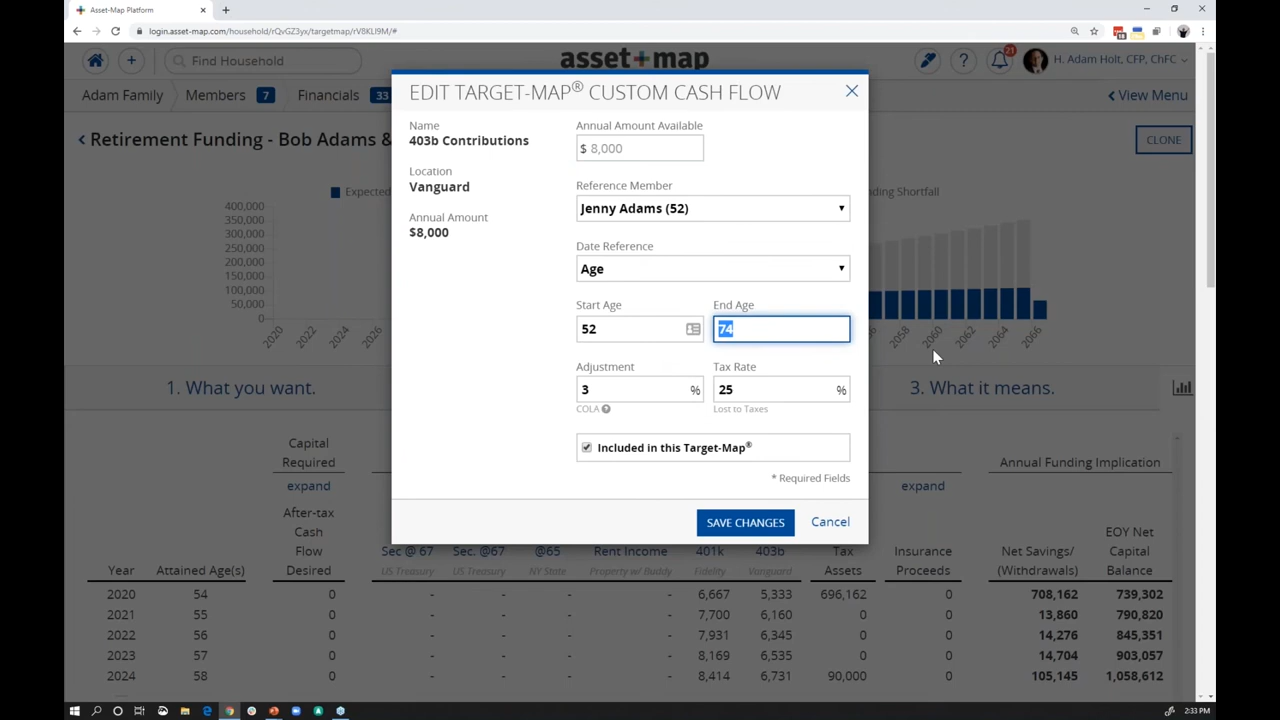 Asset-Map Platform
login.asset-map.com/household/rQvGZ3yx/targetmap/rV8KLl9M/#
Find Household
asset+map
21
H. Adam Holt, CFP, ChFC
Adam Family
Members 7
Financials 33
View Menu
Retirement Funding - Bob Adams &
CLONE
Expected
ding Shortfall
400,000
350,000
300,000
250,000
200,000
150,000
100,000
50,000
0
2020 2022 2024 2026 2028 2058 2060 2062 2064 2066
1. What you want.
3. What it means.
EDIT TARGET-MAP® CUSTOM CASH FLOW
Name
403b Contributions
Location
Vanguard
Annual Amount
$8,000
Annual Amount Available
$ 8,000
Reference Member
Jenny Adams (52)
Date Reference
Age
Start Age End Age
52 74
Adjustment Tax Rate
3 % 25 %
COLA ? Lost to Taxes
Included in this Target-Map®
* Required Fields
SAVE CHANGES Cancel
Capital
Required
expand
expand
Annual Funding Implication
After-tax
Cash
Flow
Desired
Year
Attained Age(s)
Sec @ 67
US Treasury
Sec. @67
US Treasury
@65
NY State
Rent Income
Property w/ Buddy
401k
Fidelity
403b
Vanguard
Tax
Assets
Insurance
Proceeds
Net Savings/
(Withdrawals)
EOY Net
Capital
Balance
2020 54 0 - - - - 6,667 5,333 696,162 0 708,162 739,302
2021 55 0 - - - - 7,700 6,160 0 0 13,860 790,820
2022 56 0 - - - - 7,931 6,345 0 0 14,276 845,351
2023 57 0 - - - - 8,169 6,535 0 0 14,704 903,057
2024 58 0 - - - - 8,414 6,731 90,000 0 105,145 1,058,612
2:33 PM